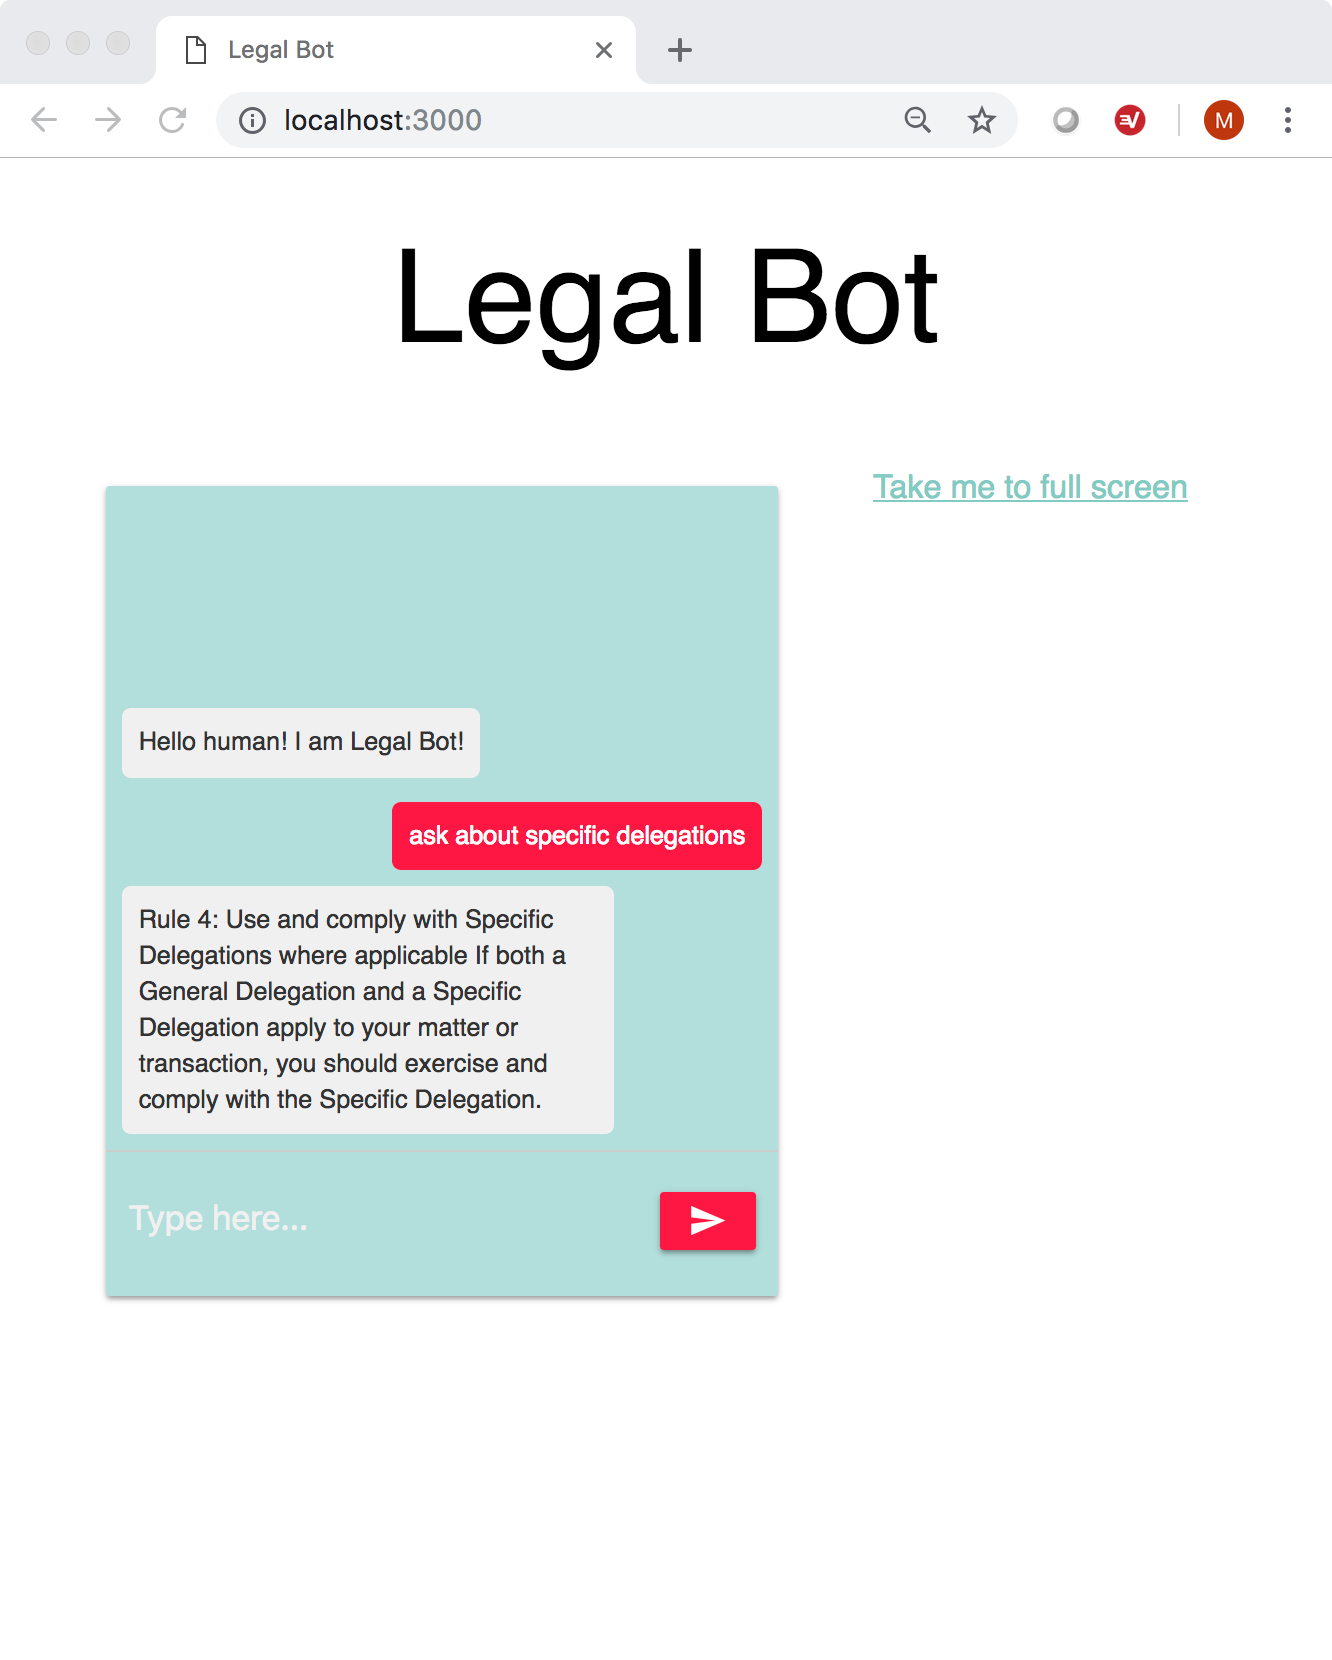 Legal Bot
localhost:3000
M
Legal Bot
Take me to full screen
Hello human! I am Legal Bot!
ask about specific delegations
Rule 4: Use and comply with Specific
Delegations where applicable If both a
General Delegation and a Specific
Delegation apply to your matter or
transaction, you should exercise and
comply with the Specific Delegation.
Type here...